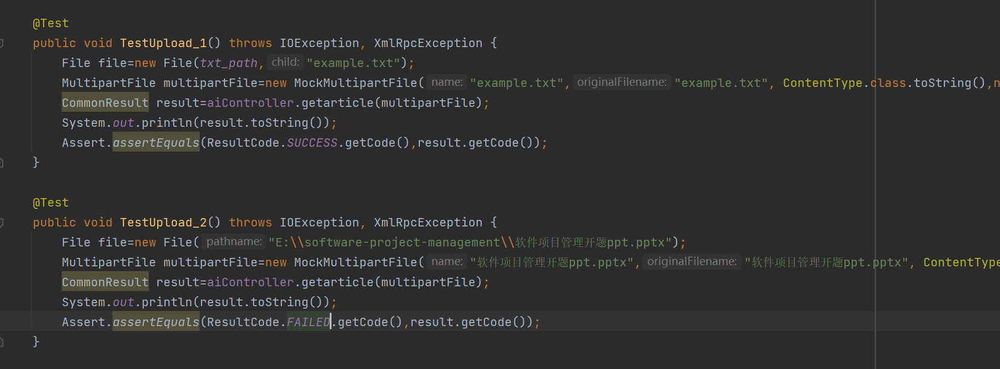 @Test
public void TestUpload_1() throws IOException, XmlRpcException {
File file=new File(txt_path, child: "example.txt");
MultipartFile multipartFile=new MockMultipartFile( name: "example.txt", originalFilename: "example.txt", ContentType.class.toString(),n
CommonResult result=aiController.getarticle(multipartFile);
System.out.println(result.toString());
Assert.assertEquals(ResultCode.SUCCESS.getCode(),result.getCode());
}
@Test
public void TestUpload_2() throws IOException, XmlRpcException {
File file=new File( pathname: "E:\\software-project-management\\软件项目管理开题ppt.pptx");
MultipartFile multipartFile=new MockMultipartFile( name: "软件项目管理开题ppt.pptx", originalFilename: "软件项目管理开题ppt.pptx", ContentType
CommonResult result=aiController.getarticle(multipartFile);
System.out.println(result.toString());
Assert.assertEquals(ResultCode.FAILED.getCode(),result.getCode());
}